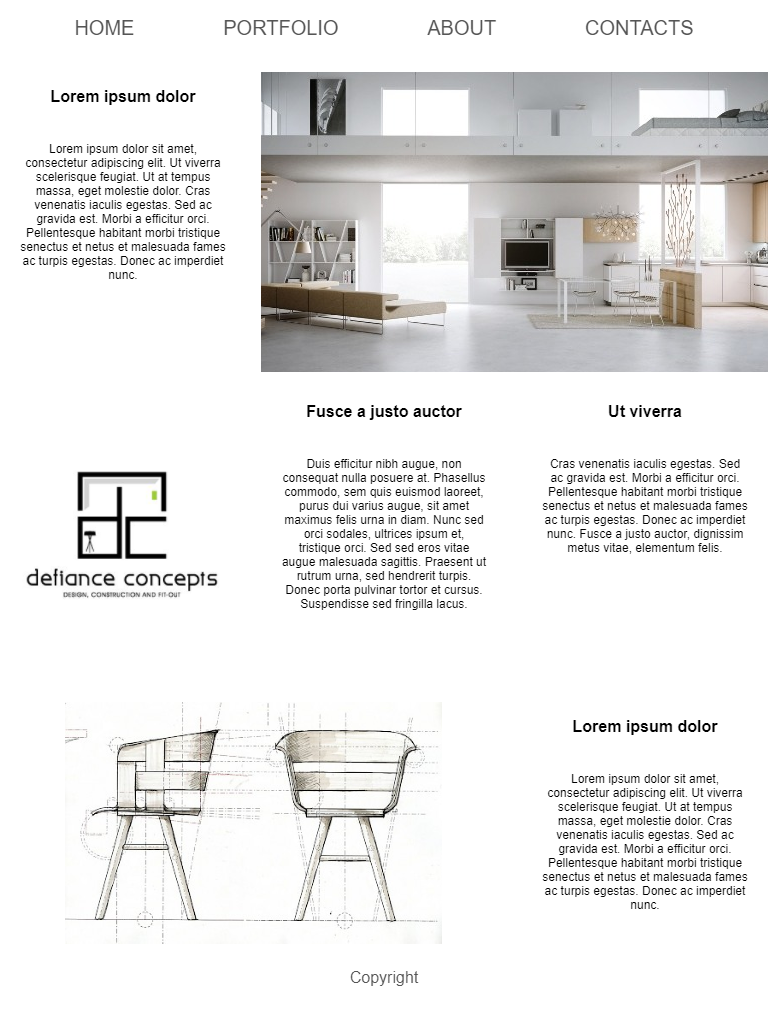 HOME PORTFOLIO ABOUT CONTACTS
Lorem ipsum dolor
Lorem ipsum dolor sit amet,
consectetur adipiscing elit. Ut viverra
scelerisque feugiat. Ut at tempus
massa, eget molestie dolor. Cras
venenatis iaculis egestas. Sed ac
gravida est. Morbi a efficitur orci.
Pellentesque habitant morbi tristique
senectus et netus et malesuada fames
ac turpis egestas. Donec ac imperdiet
nunc.
defiance concepts
DESIGN, CONSTRUCTION AND FIT-OUT
Fusce a justo auctor
Duis efficitur nibh augue, non
consequat nulla posuere at. Phasellus
commodo, sem quis euismod laoreet,
purus dui varius augue, sit amet
maximus felis urna in diam. Nunc sed
orci sodales, ultrices ipsum et,
tristique orci. Sed sed eros vitae
augue malesuada sagittis. Praesent ut
rutrum urna, sed hendrerit turpis.
Donec porta pulvinar tortor et cursus.
Suspendisse sed fringilla lacus.
Ut viverra
Cras venenatis iaculis egestas. Sed
ac gravida est. Morbi a efficitur orci.
Pellentesque habitant morbi tristique
senectus et netus et malesuada fames
ac turpis egestas. Donec ac imperdiet
nunc. Fusce a justo auctor, dignissim
metus vitae, elementum felis.
Lorem ipsum dolor
Lorem ipsum dolor sit amet,
consectetur adipiscing elit. Ut viverra
scelerisque feugiat. Ut at tempus
massa, eget molestie dolor. Cras
venenatis iaculis egestas. Sed ac
gravida est. Morbi a efficitur orci.
Pellentesque habitant morbi tristique
senectus et netus et malesuada fames
ac turpis egestas. Donec ac imperdiet
nunc.
Copyright